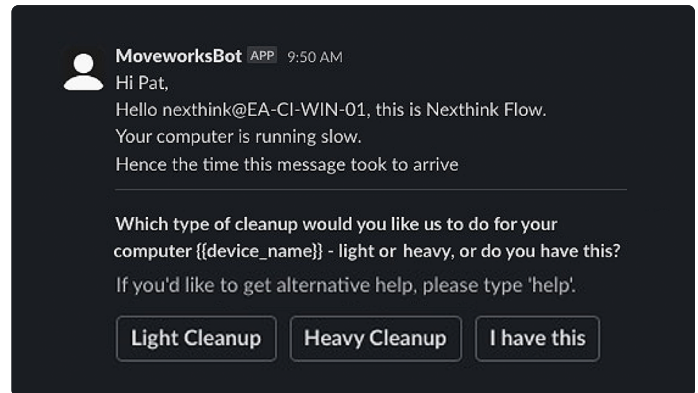 MoveworksBot APP 9:50 AM
Hi Pat,
Hello nexthink@EA-CI-WIN-01, this is Nexthink Flow.
Your computer is running slow.
Hence the time this message took to arrive
Which type of cleanup would you like us to do for your
computer {{device_name}} - light or heavy, or do you have this?
If you'd like to get alternative help, please type 'help'.
Light Cleanup Heavy Cleanup I have this